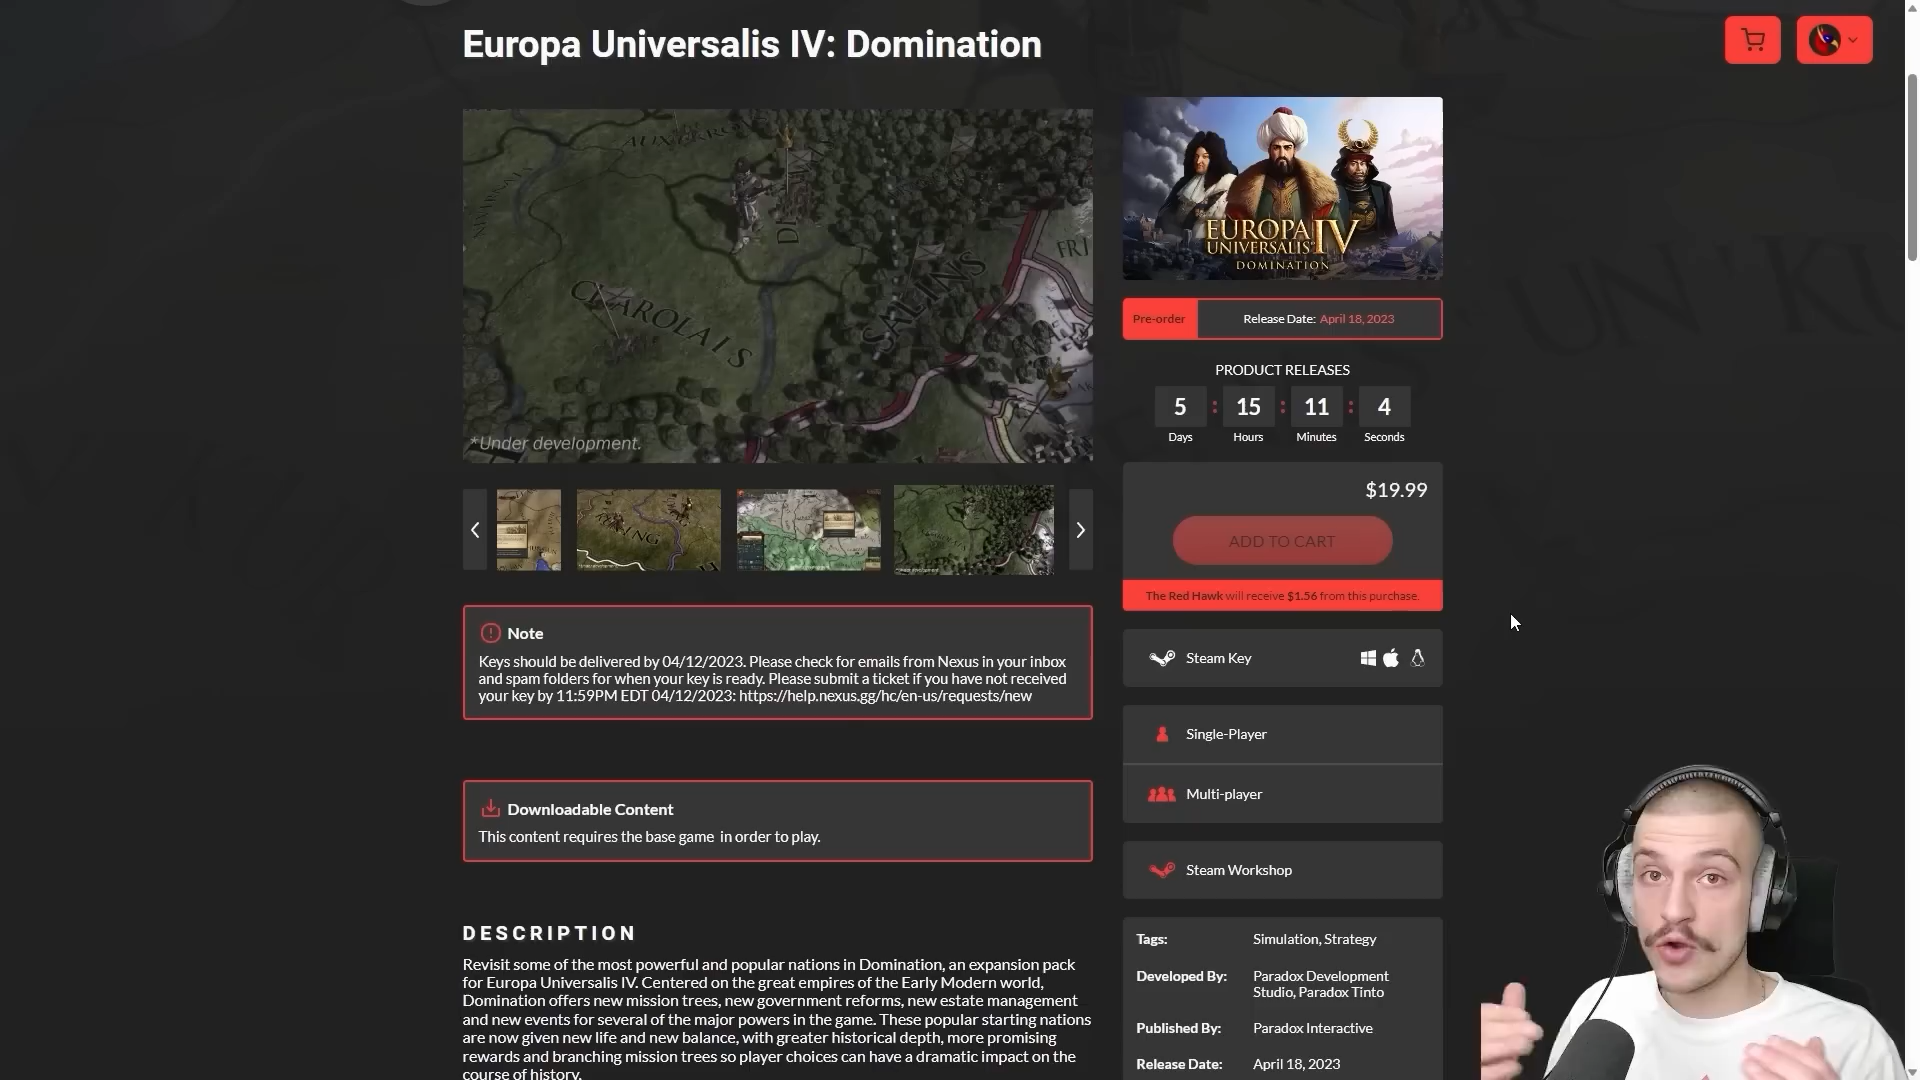 Europa Universalis IV: Domination
CHAROLAIS
SALINS
*Under development.
EUROPA
UNIVERSALIS IV
DOMINATION
Pre-order
Release Date: April 18, 2023
PRODUCT RELEASES
5 : 15 : 11 : 4
Days Hours Minutes Seconds
$19.99
ADD TO CART
The Red Hawk will receive $1.56 from this purchase.
Note
Keys should be delivered by 04/12/2023. Please check for emails from Nexus in your inbox
and spam folders for when your key is ready. Please submit a ticket if you have not received
your key by 11:59PM EDT 04/12/2023: https://help.nexus.gg/hc/en-us/requests/new
Steam Key
Single-Player
Multi-player
Downloadable Content
This content requires the base game in order to play.
Steam Workshop
DESCRIPTION
Revisit some of the most powerful and popular nations in Domination, an expansion pack
for Europa Universalis IV. Centered on the great empires of the Early Modern world,
Domination offers new mission trees, new government reforms, new estate management
and new events for several of the major powers in the game. These popular starting nations
are now given new life and new balance, with greater historical depth, more promising
rewards and branching mission trees so player choices can have a dramatic impact on the
course of history.
Tags: Simulation, Strategy
Developed By: Paradox Development
Studio, Paradox Tinto
Published By: Paradox Interactive
Release Date: April 18, 2023